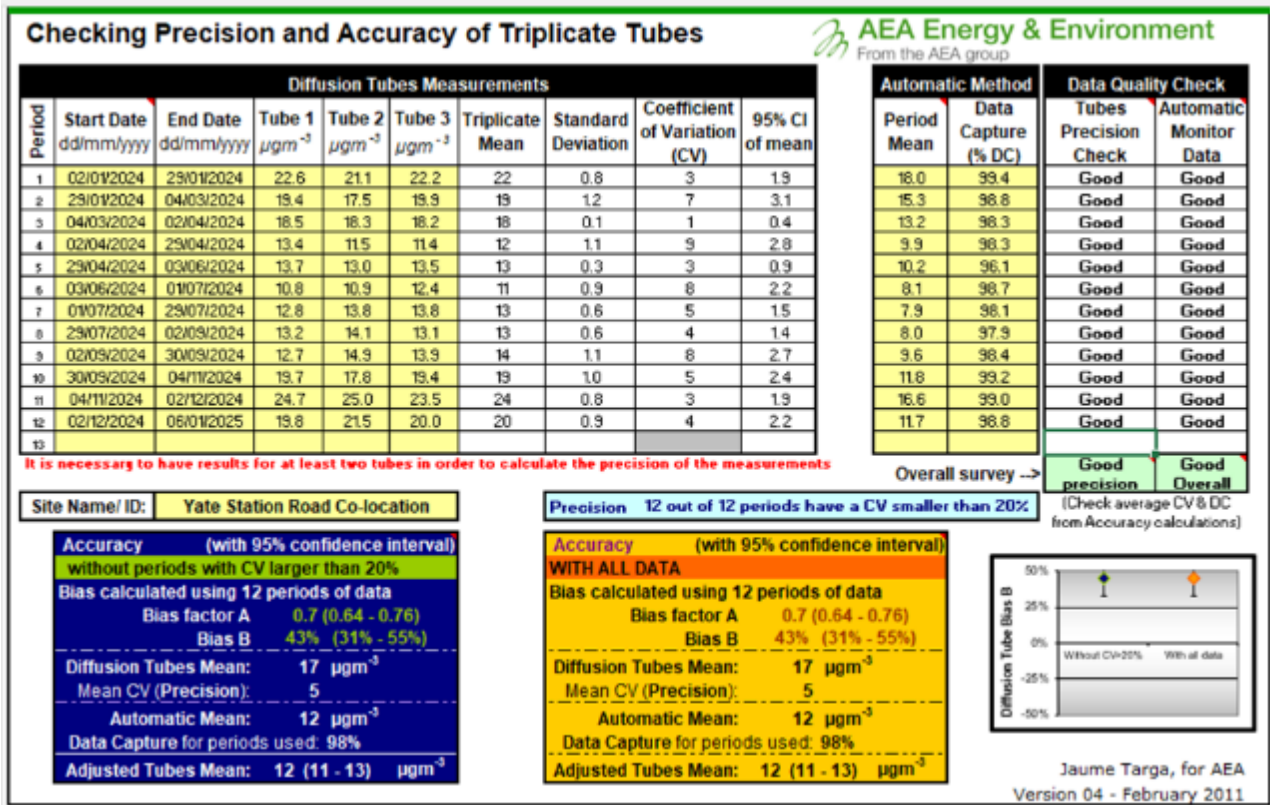 Checking Precision and Accuracy of Triplicate Tubes
AEA Energy & Environment
From the AEA group
Diffusion Tubes Measurements
Automatic Method
Data Quality Check
Period Start Date dd/mm/yyyy End Date dd/mm/yyyy Tube 1 µgm⁻³ Tube 2 µgm⁻³ Tube 3 µgm⁻³ Triplicate Mean Standard Deviation Coefficient of Variation (CV) 95% CI of mean Period Mean Data Capture (% DC) Tubes Precision Check Automatic Monitor Data
1 02/01/2024 29/01/2024 22.6 21.1 22.2 22 0.8 3 1.9 18.0 99.4 Good Good
2 29/01/2024 04/03/2024 19.4 17.5 19.9 19 1.2 7 3.1 15.3 98.8 Good Good
3 04/03/2024 02/04/2024 18.5 18.3 18.2 18 0.1 1 0.4 13.2 98.3 Good Good
4 02/04/2024 29/04/2024 13.4 11.5 11.4 12 1.1 9 2.8 9.9 98.3 Good Good
5 29/04/2024 03/06/2024 13.7 13.0 13.5 13 0.3 3 0.9 10.2 96.1 Good Good
6 03/06/2024 01/07/2024 10.8 10.9 12.4 11 0.9 8 2.2 8.1 98.7 Good Good
7 01/07/2024 29/07/2024 12.8 13.8 13.8 13 0.6 5 1.5 7.9 98.1 Good Good
8 29/07/2024 02/09/2024 13.2 14.1 13.1 13 0.6 4 1.4 8.0 97.9 Good Good
9 02/09/2024 30/09/2024 12.7 14.9 13.9 14 1.1 8 2.7 9.6 98.4 Good Good
10 30/09/2024 04/11/2024 19.7 17.8 19.4 19 1.0 5 2.4 11.8 99.2 Good Good
11 04/11/2024 02/12/2024 24.7 25.0 23.5 24 0.8 3 1.9 16.6 99.0 Good Good
12 02/12/2024 06/01/2025 19.8 21.5 20.0 20 0.9 4 2.2 11.7 98.8 Good Good
13
It is necessary to have results for at least two tubes in order to calculate the precision of the measurements
Overall survey --> Good precision Good Overall
(Check average CV & DC
from Accuracy calculations)
Site Name/ ID: Yate Station Road Co-location
Precision 12 out of 12 periods have a CV smaller than 20%
Accuracy (with 95% confidence interval)
without periods with CV larger than 20%
Bias calculated using 12 periods of data
Bias factor A 0.7 (0.64 - 0.76)
Bias B 43% (31% - 55%)
Diffusion Tubes Mean: 17 µgm⁻³
Mean CV (Precision): 5
Automatic Mean: 12 µgm⁻³
Data Capture for periods used: 98%
Adjusted Tubes Mean: 12 (11 - 13) µgm⁻³
Accuracy (with 95% confidence interval)
WITH ALL DATA
Bias calculated using 12 periods of data
Bias factor A 0.7 (0.64 - 0.76)
Bias B 43% (31% - 55%)
Diffusion Tubes Mean: 17 µgm⁻³
Mean CV (Precision): 5
Automatic Mean: 12 µgm⁻³
Data Capture for periods used: 98%
Adjusted Tubes Mean: 12 (11 - 13) µgm⁻³
Diffusion Tube Bias B
50%
25%
0%
-25%
-50%
Without CV>20% With all data
Jaume Targa, for AEA
Version 04 - February 2011